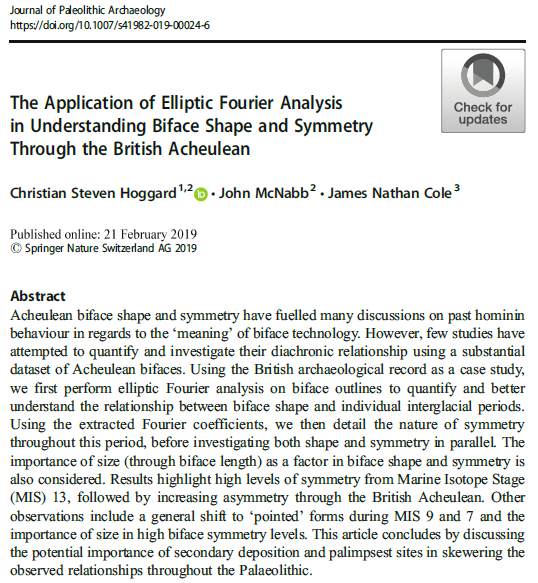 Journal of Paleolithic Archaeology
https://doi.org/10.1007/s41982-019-00024-6
Check for
updates
The Application of Elliptic Fourier Analysis
in Understanding Biface Shape and Symmetry
Through the British Acheulean
Christian Steven Hoggard 1,2 iD • John McNabb 2 • James Nathan Cole 3
Published online: 21 February 2019
© Springer Nature Switzerland AG 2019
Abstract
Acheulean biface shape and symmetry have fuelled many discussions on past hominin
behaviour in regards to the ‘meaning’ of biface technology. However, few studies have
attempted to quantify and investigate their diachronic relationship using a substantial
dataset of Acheulean bifaces. Using the British archaeological record as a case study,
we first perform elliptic Fourier analysis on biface outlines to quantify and better
understand the relationship between biface shape and individual interglacial periods.
Using the extracted Fourier coefficients, we then detail the nature of symmetry
throughout this period, before investigating both shape and symmetry in parallel. The
importance of size (through biface length) as a factor in biface shape and symmetry is
also considered. Results highlight high levels of symmetry from Marine Isotope Stage
(MIS) 13, followed by increasing asymmetry through the British Acheulean. Other
observations include a general shift to ‘pointed’ forms during MIS 9 and 7 and the
importance of size in high biface symmetry levels. This article concludes by discussing
the potential importance of secondary deposition and palimpsest sites in skewering the
observed relationships throughout the Palaeolithic.